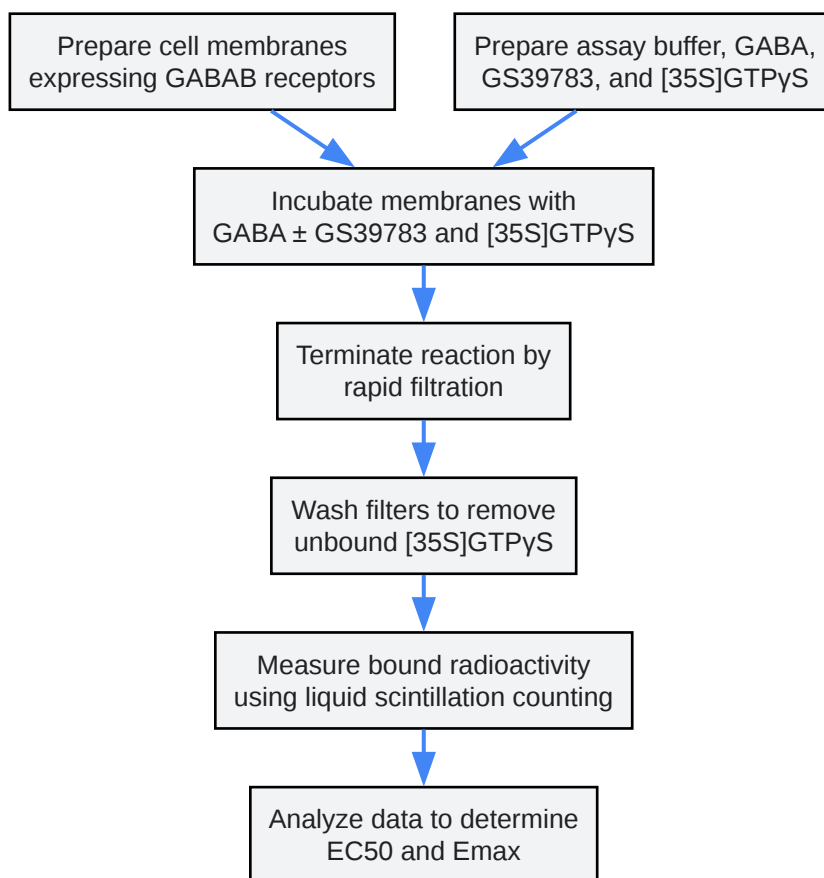 Prepare cell membranes
expressing GABAB receptors
Prepare assay buffer, GABA,
GS39783, and [35S]GTPγS
Incubate membranes with
GABA ± GS39783 and [35S]GTPγS
Terminate reaction by
rapid filtration
Wash filters to remove
unbound [35S]GTPγS
Measure bound radioactivity
using liquid scintillation counting
Analyze data to determine
EC50 and Emax